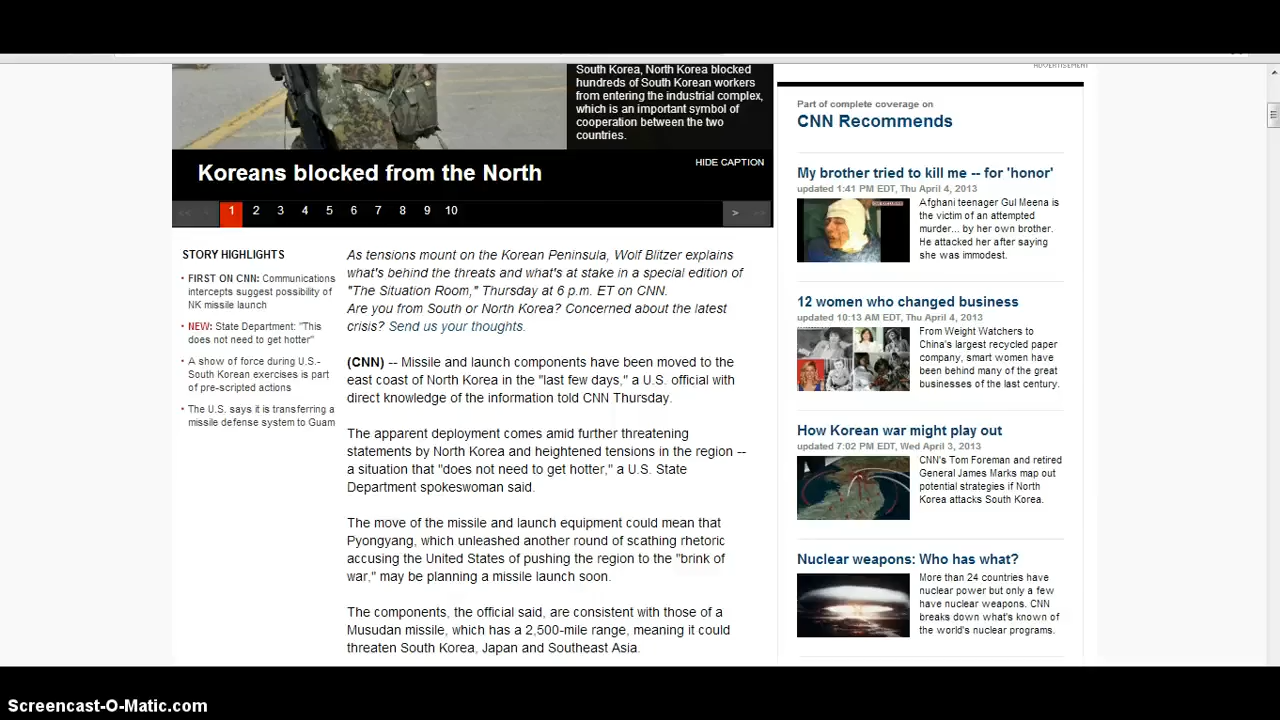 ADVERTISEMENT
South Korea, North Korea blocked
hundreds of South Korean workers
from entering the industrial complex,
which is an important symbol of
cooperation between the two
countries.
HIDE CAPTION
Koreans blocked from the North
<< < 1 2 3 4 5 6 7 8 9 10 > >>
STORY HIGHLIGHTS
• FIRST ON CNN: Communications
intercepts suggest possibility of
NK missile launch
• NEW: State Department: "This
does not need to get hotter"
• A show of force during U.S.-
South Korean exercises is part
of pre-scripted actions
• The U.S. says it is transferring a
missile defense system to Guam
As tensions mount on the Korean Peninsula, Wolf Blitzer explains
what's behind the threats and what's at stake in a special edition of
"The Situation Room," Thursday at 6 p.m. ET on CNN.
Are you from South or North Korea? Concerned about the latest
crisis? Send us your thoughts.
(CNN) -- Missile and launch components have been moved to the
east coast of North Korea in the "last few days," a U.S. official with
direct knowledge of the information told CNN Thursday.
The apparent deployment comes amid further threatening
statements by North Korea and heightened tensions in the region --
a situation that "does not need to get hotter," a U.S. State
Department spokeswoman said.
The move of the missile and launch equipment could mean that
Pyongyang, which unleashed another round of scathing rhetoric
accusing the United States of pushing the region to the "brink of
war," may be planning a missile launch soon.
The components, the official said, are consistent with those of a
Musudan missile, which has a 2,500-mile range, meaning it could
threaten South Korea, Japan and Southeast Asia.
Part of complete coverage on
CNN Recommends
My brother tried to kill me -- for 'honor'
updated 1:41 PM EDT, Thu April 4, 2013
Afghani teenager Gul Meena is
the victim of an attempted
murder... by her own brother.
He attacked her after saying
she was immodest.
12 women who changed business
updated 10:13 AM EDT, Thu April 4, 2013
From Weight Watchers to
China's largest recycled paper
company, smart women have
been behind many of the great
businesses of the last century.
How Korean war might play out
updated 7:02 PM EDT, Wed April 3, 2013
CNN's Tom Foreman and retired
General James Marks map out
potential strategies if North
Korea attacks South Korea.
Nuclear weapons: Who has what?
More than 24 countries have
nuclear power but only a few
have nuclear weapons. CNN
breaks down what's known of
the world's nuclear programs.
Screencast-O-Matic.com